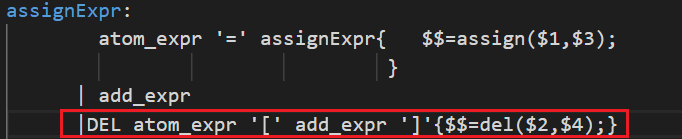 assignExpr:
atom_expr '=' assignExpr{   $$=assign($1,$3);
}
| add_expr
|DEL atom_expr '[' add_expr ']'{$$=del($2,$4);}